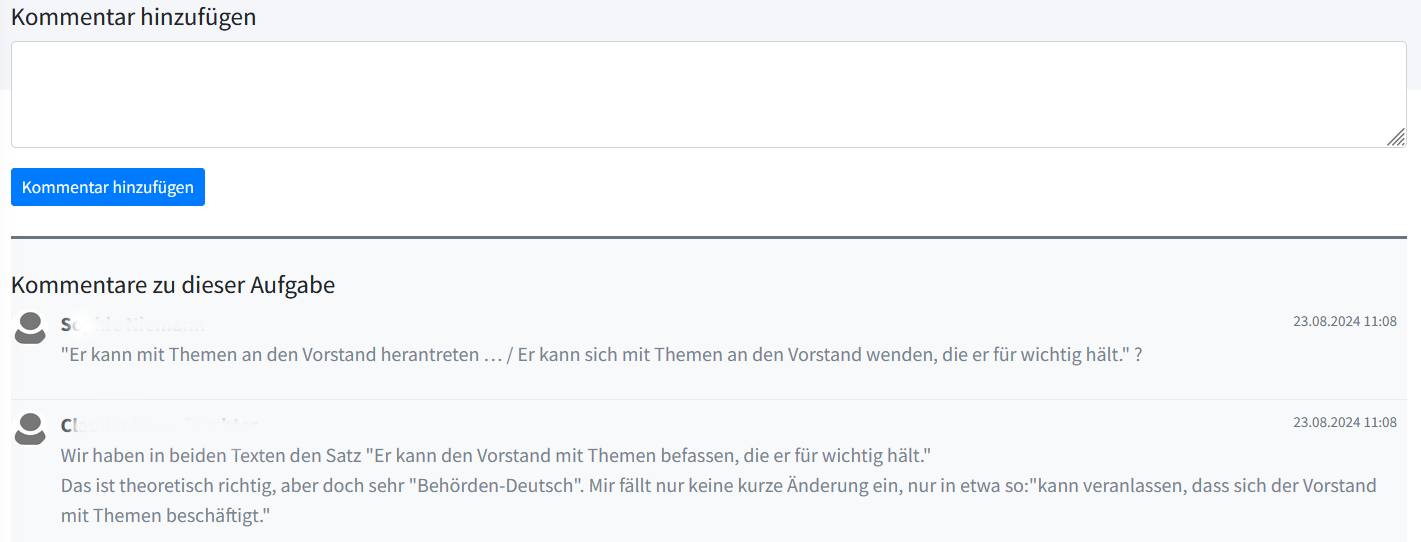 Kommentar hinzufügen
Kommentar hinzufügen
Kommentare zu dieser Aufgabe
23.08.2024 11:08
"Er kann mit Themen an den Vorstand herantreten … / Er kann sich mit Themen an den Vorstand wenden, die er für wichtig hält." ?
23.08.2024 11:08
Wir haben in beiden Texten den Satz "Er kann den Vorstand mit Themen befassen, die er für wichtig hält."
Das ist theoretisch richtig, aber doch sehr "Behörden-Deutsch". Mir fällt nur keine kurze Änderung ein, nur in etwa so:"kann veranlassen, dass sich der Vorstand
mit Themen beschäftigt."